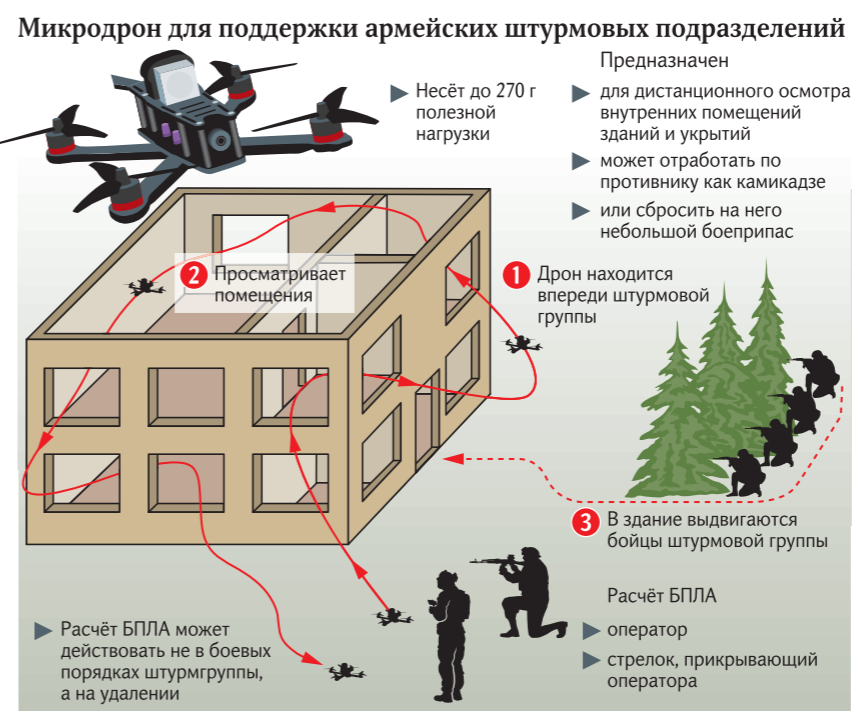 Микродрон для поддержки армейских штурмовых подразделений
Несёт до 270 г
полезной
нагрузки
Предназначен
для дистанционного осмотра
внутренних помещений
зданий и укрытий
может отработать по
противнику как камикадзе
или сбросить на него
небольшой боеприпас
1 Дрон находится
впереди штурмовой
группы
2 Просматривает
помещения
3 В здание выдвигаются
бойцы штурмовой группы
Расчёт БПЛА
оператор
стрелок, прикрывающий
оператора
Расчёт БПЛА может
действовать не в боевых
порядках штурмгруппы,
а на удалении